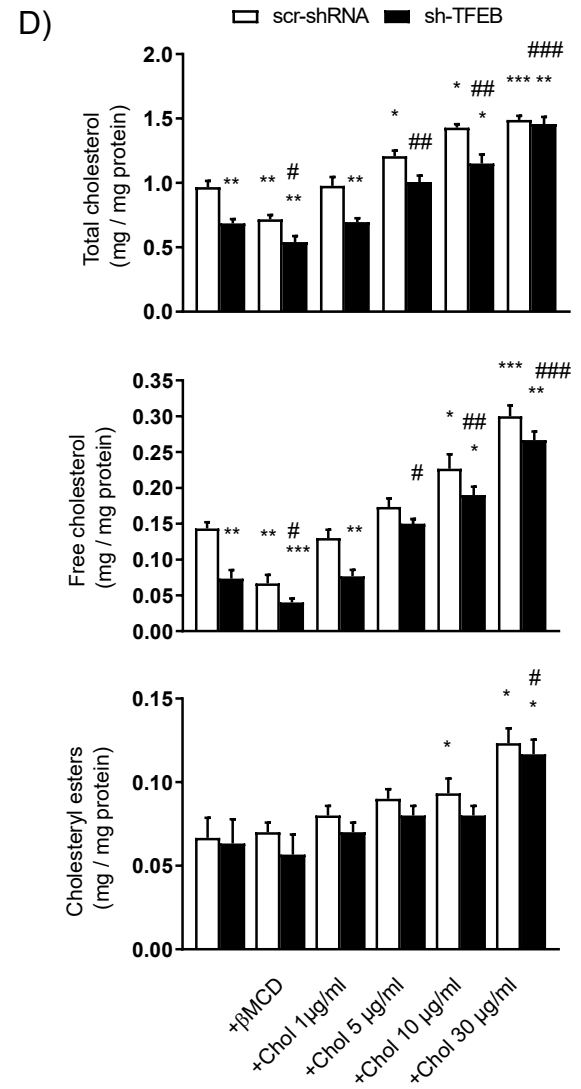 D)
scr-shRNA sh-TFEB
Total cholesterol
(mg / mg protein)
2.0
1.5
1.0
0.5
0.0
** ** # ** ** * ## * ## * *** ### **
Free cholesterol
(mg / mg protein)
0.35
0.30
0.25
0.20
0.15
0.10
0.05
0.00
** ** # *** ** # * ## * *** ### **
Cholesteryl esters
(mg / mg protein)
0.15
0.10
0.05
0.00
* * # *
+βMCD
+Chol 1µg/ml
+Chol 5 µg/ml
+Chol 10 µg/ml
+Chol 30 µg/ml